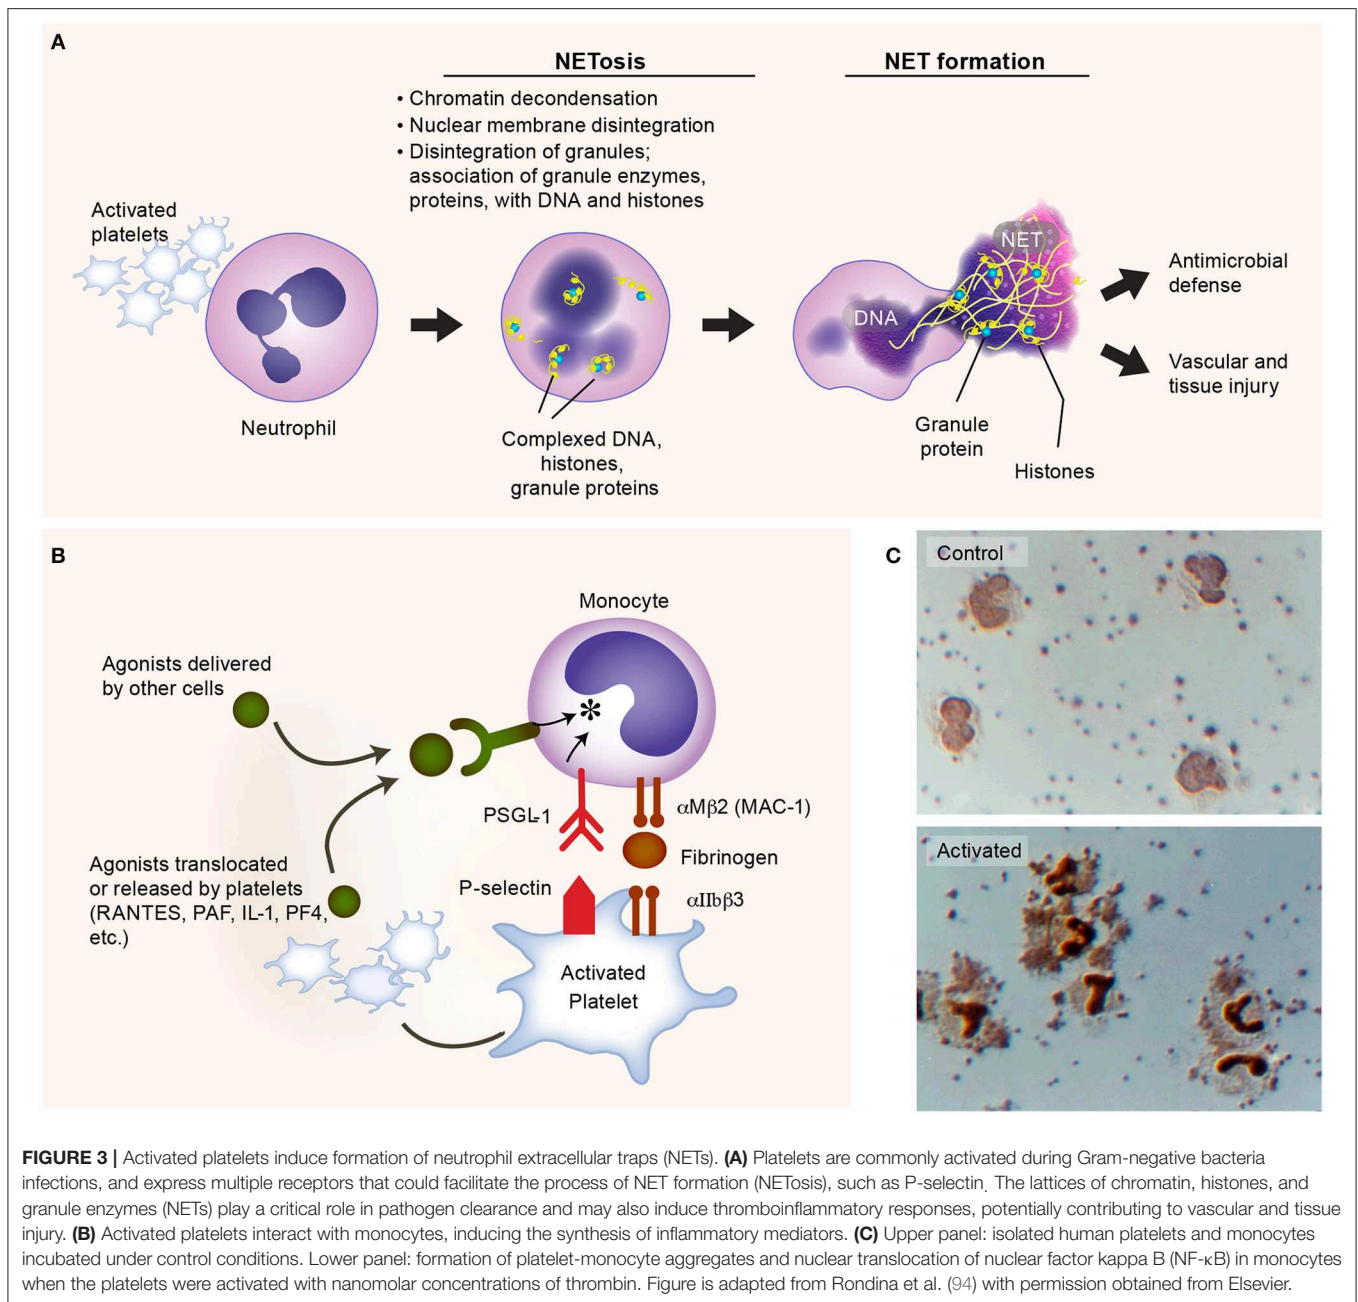 A
NETosis
• Chromatin decondensation
• Nuclear membrane disintegration
• Disintegration of granules;
association of granule enzymes,
proteins, with DNA and histones
NET formation
Activated
platelets
Neutrophil
Complexed DNA,
histones,
granule proteins
NET
DNA
Granule
protein
Histones
Antimicrobial
defense
Vascular and
tissue injury
B
Monocyte
Agonists delivered
by other cells
*
PSGL-1
αMβ2 (MAC-1)
Fibrinogen
P-selectin
αIIbβ3
Agonists translocated
or released by platelets
(RANTES, PAF, IL-1, PF4,
etc.)
Activated
Platelet
C
Control
Activated
FIGURE 3 | Activated platelets induce formation of neutrophil extracellular traps (NETs). (A) Platelets are commonly activated during Gram-negative bacteria
infections, and express multiple receptors that could facilitate the process of NET formation (NETosis), such as P-selectin. The lattices of chromatin, histones, and
granule enzymes (NETs) play a critical role in pathogen clearance and may also induce thromboinflammatory responses, potentially contributing to vascular and tissue
injury. (B) Activated platelets interact with monocytes, inducing the synthesis of inflammatory mediators. (C) Upper panel: isolated human platelets and monocytes
incubated under control conditions. Lower panel: formation of platelet-monocyte aggregates and nuclear translocation of nuclear factor kappa B (NF-κB) in monocytes
when the platelets were activated with nanomolar concentrations of thrombin. Figure is adapted from Rondina et al. (94) with permission obtained from Elsevier.